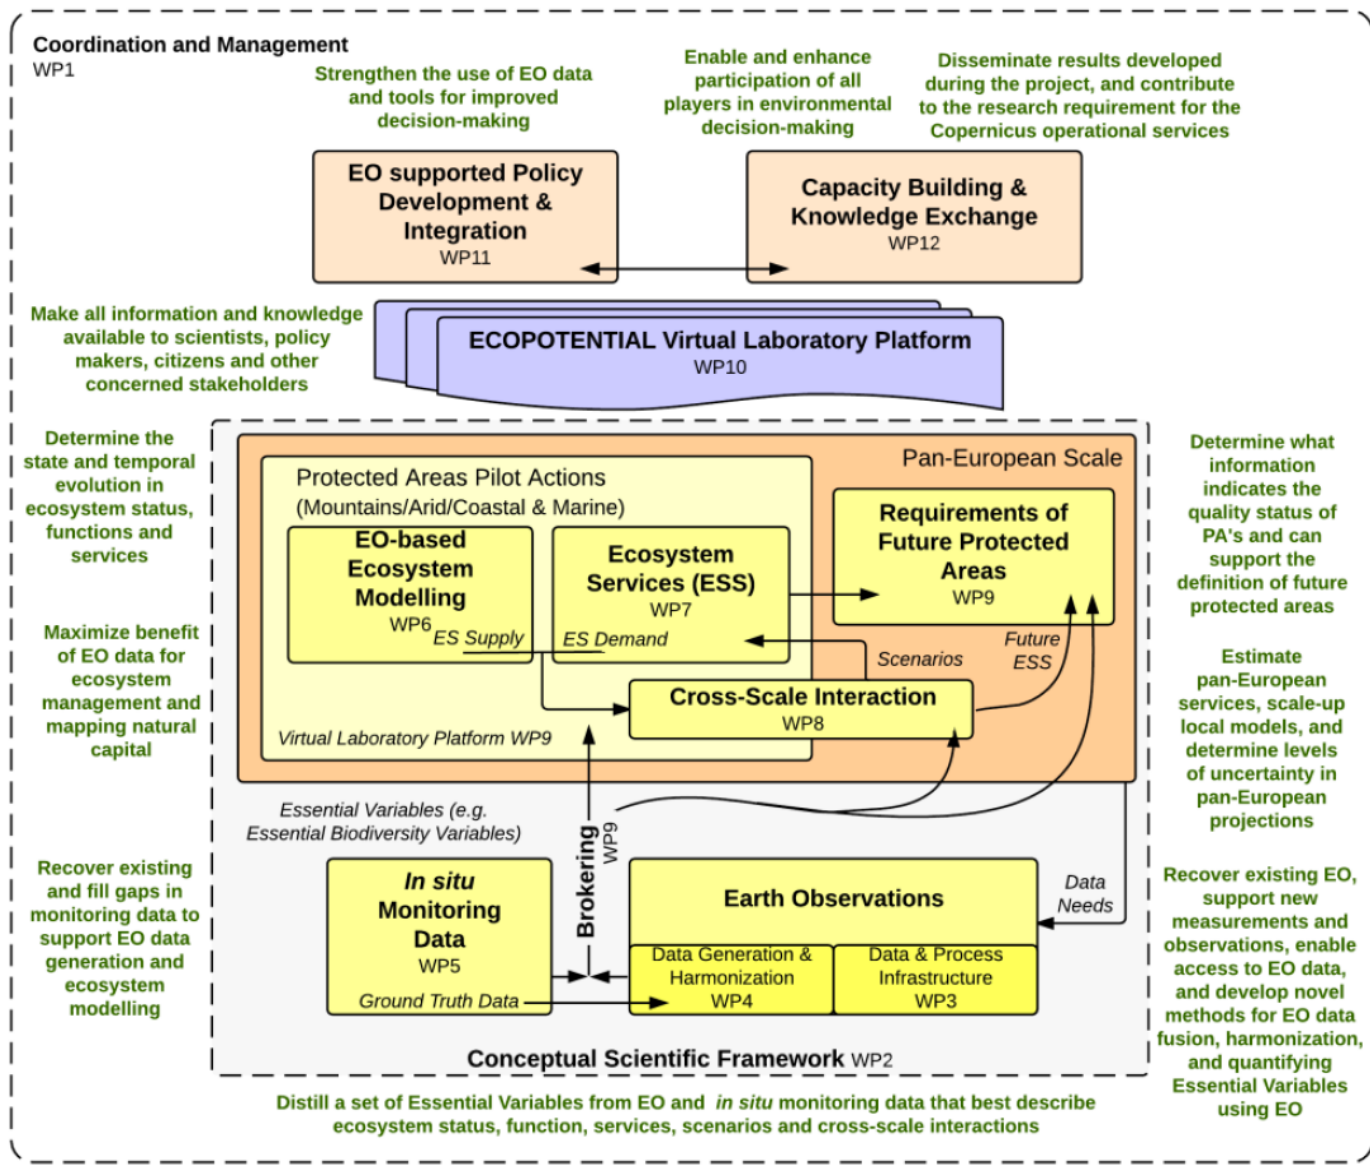 Coordination and Management
WP1
Strengthen the use of EO data
and tools for improved
decision-making
Enable and enhance
participation of all
players in environmental
decision-making
Disseminate results developed
during the project, and contribute
to the research requirement for the
Copernicus operational services
EO supported Policy
Development &
Integration
WP11
Capacity Building &
Knowledge Exchange
WP12
Make all information and knowledge
available to scientists, policy
makers, citizens and other
concerned stakeholders
ECOPOTENTIAL Virtual Laboratory Platform
WP10
Determine the
state and temporal
evolution in
ecosystem status,
functions and
services
Maximize benefit
of EO data for
ecosystem
management and
mapping natural
capital
Recover existing
and fill gaps in
monitoring data to
support EO data
generation and
ecosystem
modelling
Pan-European Scale
Protected Areas Pilot Actions
(Mountains/Arid/Coastal & Marine)
EO-based
Ecosystem
Modelling
WP6
ES Supply
Ecosystem
Services (ESS)
WP7
ES Demand
Requirements of
Future Protected
Areas
WP9
Scenarios
Future
ESS
Cross-Scale Interaction
WP8
Virtual Laboratory Platform WP9
Essential Variables (e.g.
Essential Biodiversity Variables)
Brokering
WP9
In situ
Monitoring
Data
WP5
Ground Truth Data
Earth Observations
Data Generation &
Harmonization
WP4
Data & Process
Infrastructure
WP3
Data
Needs
Conceptual Scientific Framework WP2
Determine what
information
indicates the
quality status of
PA's and can
support the
definition of future
protected areas
Estimate
pan-European
services, scale-up
local models, and
determine levels
of uncertainty in
pan-European
projections
Recover existing EO,
support new
measurements and
observations, enable
access to EO data,
and develop novel
methods for EO data
fusion, harmonization,
and quantifying
Essential Variables
using EO
Distill a set of Essential Variables from EO and in situ monitoring data that best describe
ecosystem status, function, services, scenarios and cross-scale interactions